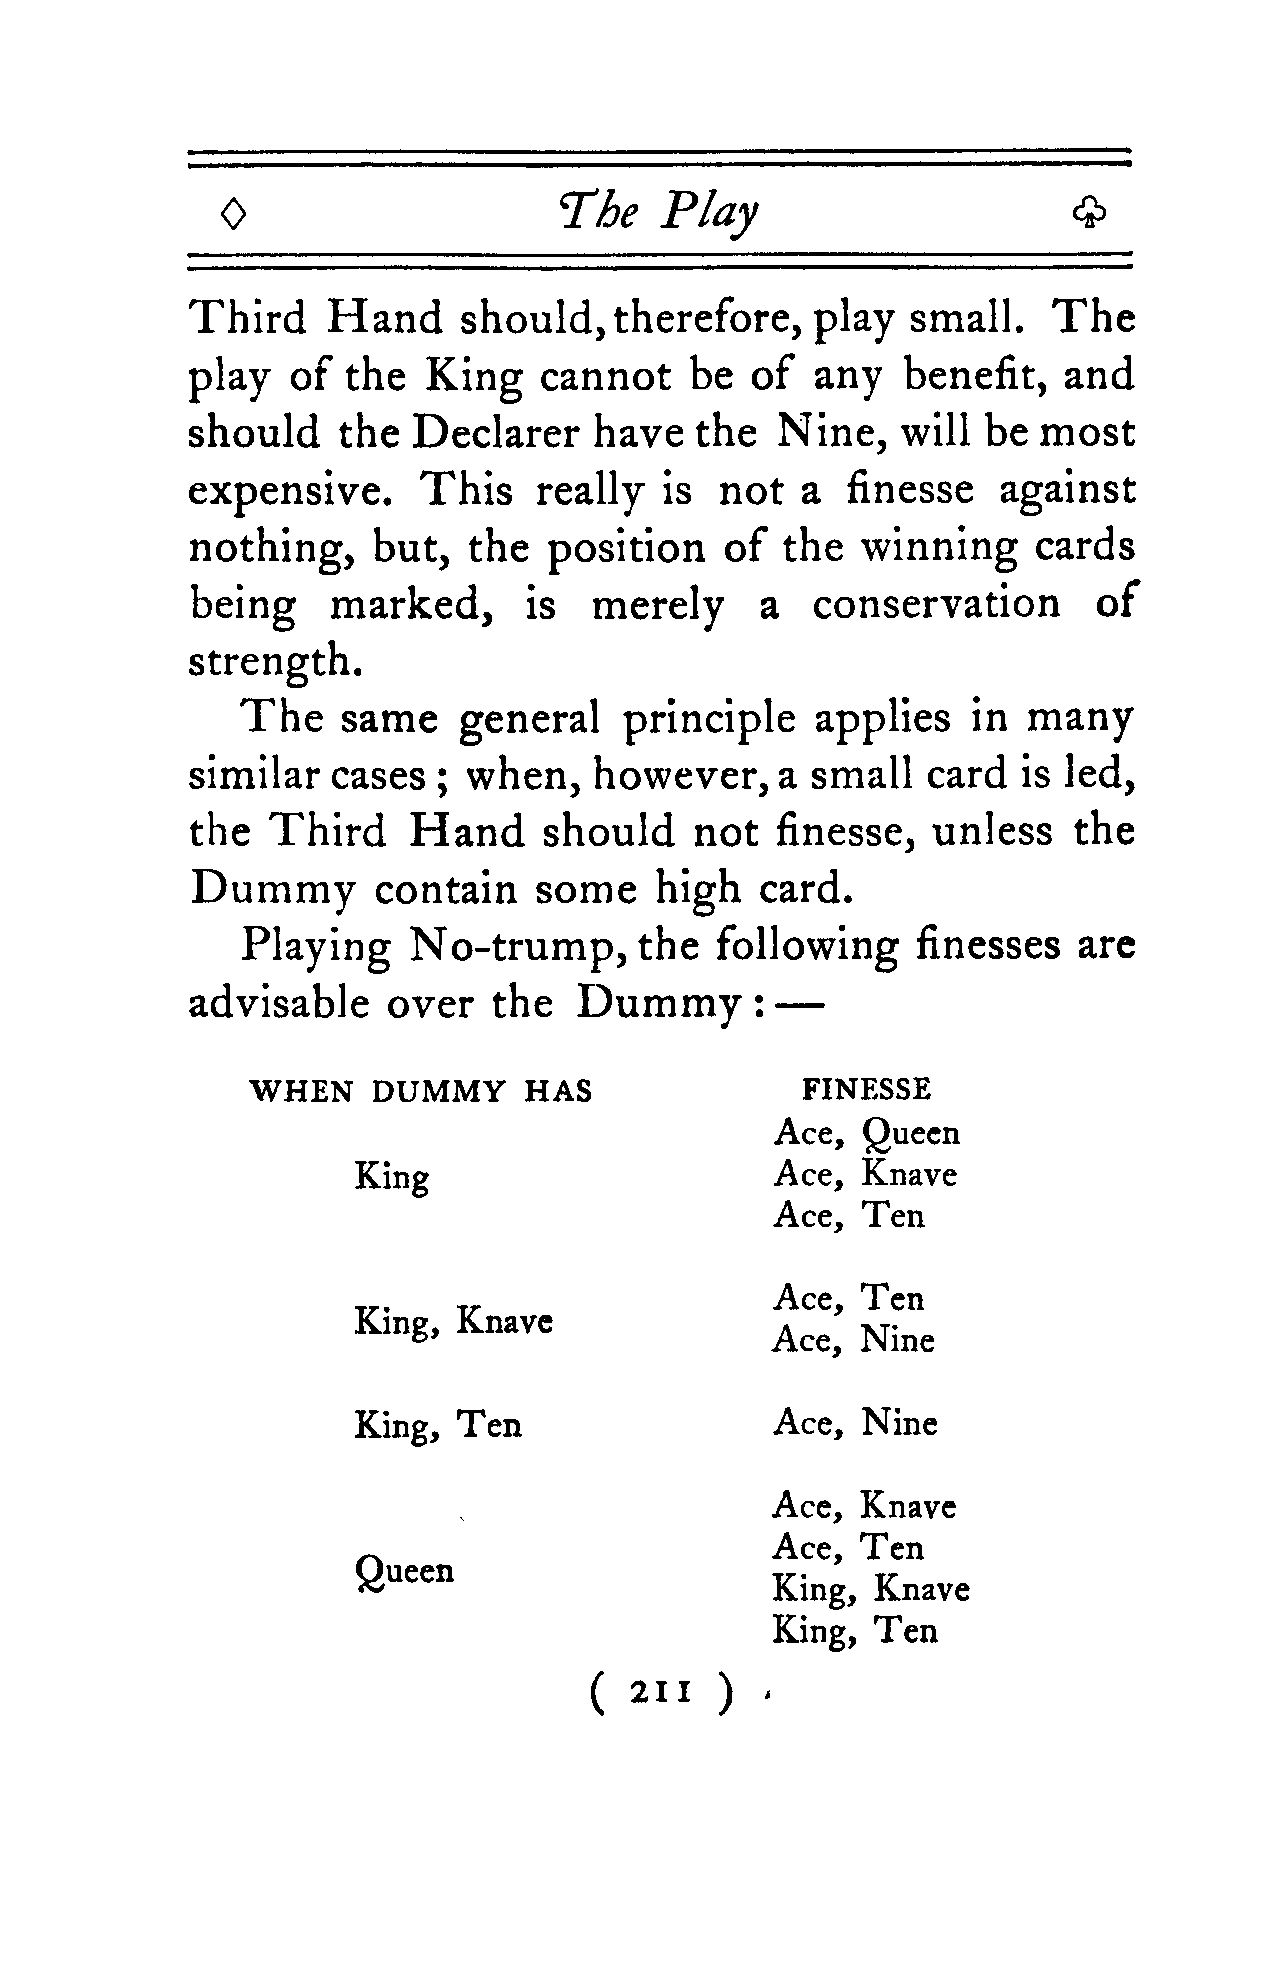 The Play
Third Hand should, therefore, play small. The
play of the King cannot be of any benefit, and
should the Declarer have the Nine, will be most
expensive. This really is not a finesse against
nothing, but, the position of the winning cards
being marked, is merely a conservation of
strength.
The same general principle applies in many
similar cases; when, however, a small card is led,
the Third Hand should not finesse, unless the
Dummy contain some high card.
Playing No-trump, the following finesses are
advisable over the Dummy:—
WHEN DUMMY HAS FINESSE
Ace, Queen
King Ace, Knave
Ace, Ten
Ace, Ten
King, Knave
Ace, Nine
King, Ten Ace, Nine
Ace, Knave
Ace, Ten
Queen
King, Knave
King, Ten
( 211 )